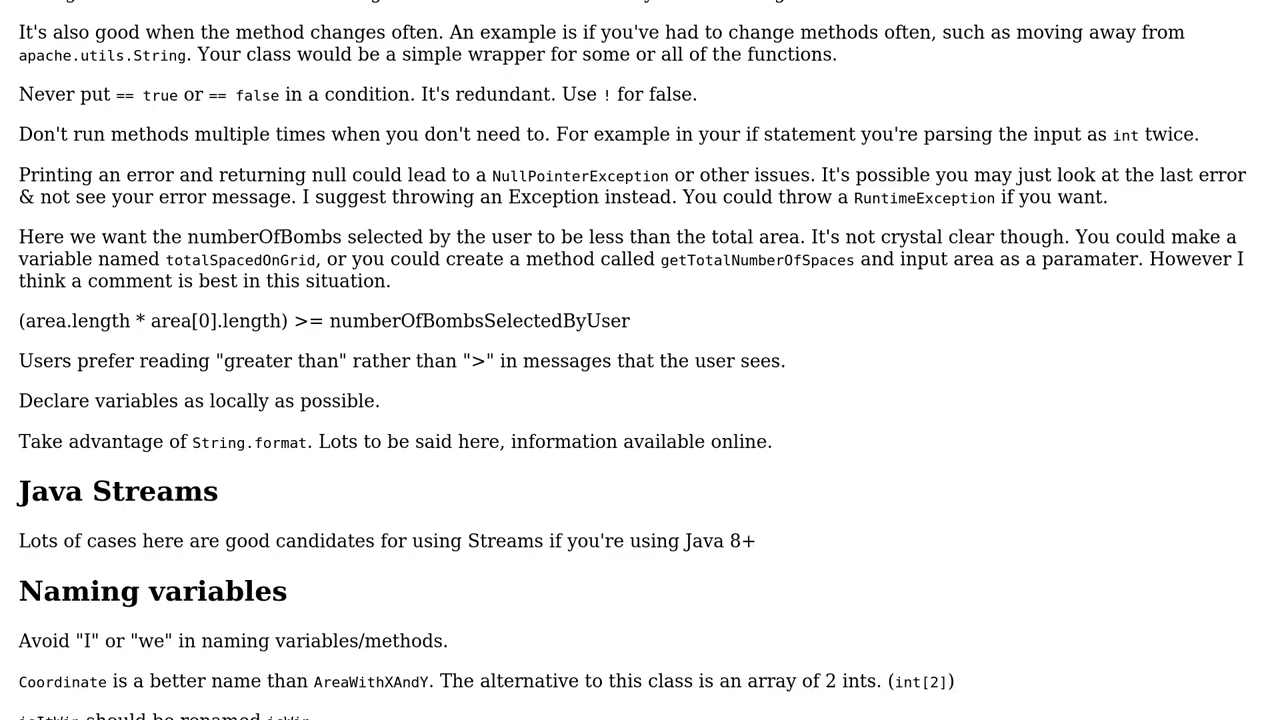 It's also good when the method changes often. An example is if you've had to change methods often, such as moving away from
apache.utils.String. Your class would be a simple wrapper for some or all of the functions.
Never put == true or == false in a condition. It's redundant. Use ! for false.
Don't run methods multiple times when you don't need to. For example in your if statement you're parsing the input as int twice.
Printing an error and returning null could lead to a NullPointerException or other issues. It's possible you may just look at the last error
& not see your error message. I suggest throwing an Exception instead. You could throw a RuntimeException if you want.
Here we want the numberOfBombs selected by the user to be less than the total area. It's not crystal clear though. You could make a
variable named totalSpacedOnGrid, or you could create a method called getTotalNumberOfSpaces and input area as a paramater. However I
think a comment is best in this situation.
(area.length * area[0].length) >= numberOfBombsSelectedByUser
Users prefer reading "greater than" rather than ">" in messages that the user sees.
Declare variables as locally as possible.
Take advantage of String.format. Lots to be said here, information available online.
Java Streams
Lots of cases here are good candidates for using Streams if you're using Java 8+
Naming variables
Avoid "I" or "we" in naming variables/methods.
Coordinate is a better name than AreaWithXAndY. The alternative to this class is an array of 2 ints. (int[2])
should be renamed